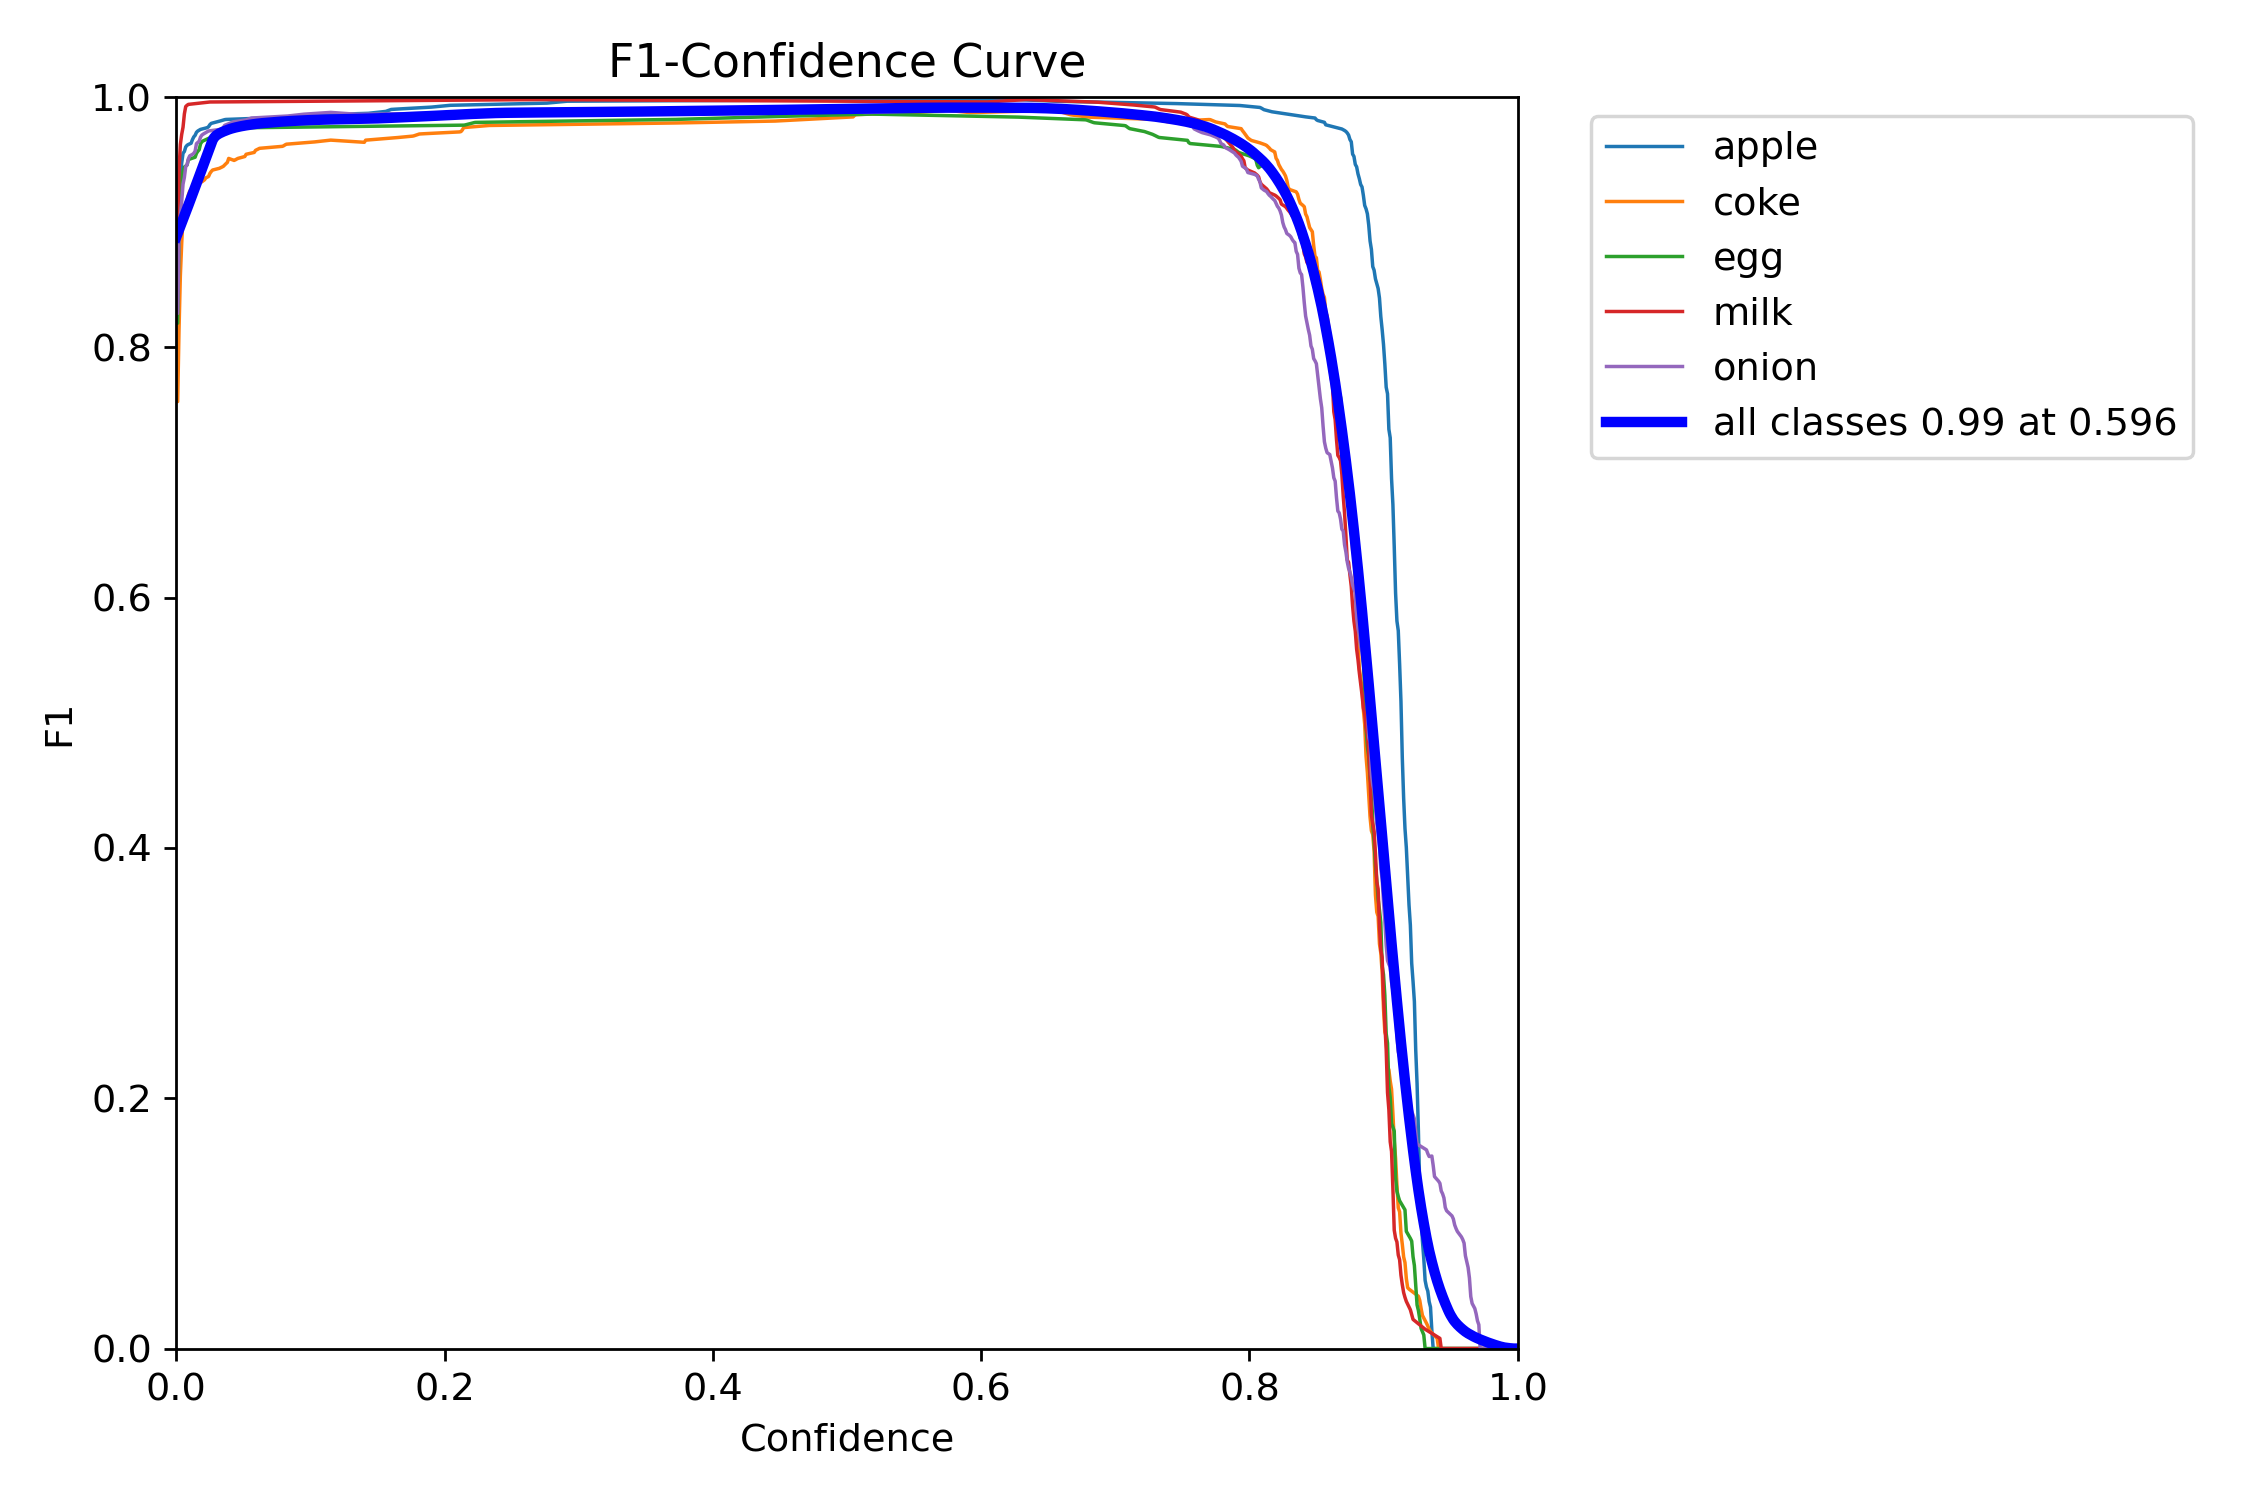 F1-Confidence Curve
1.0
0.8
0.6
0.4
0.2
0.0
F1
0.0 0.2 0.4 0.6 0.8 1.0
Confidence
apple
coke
egg
milk
onion
all classes 0.99 at 0.596